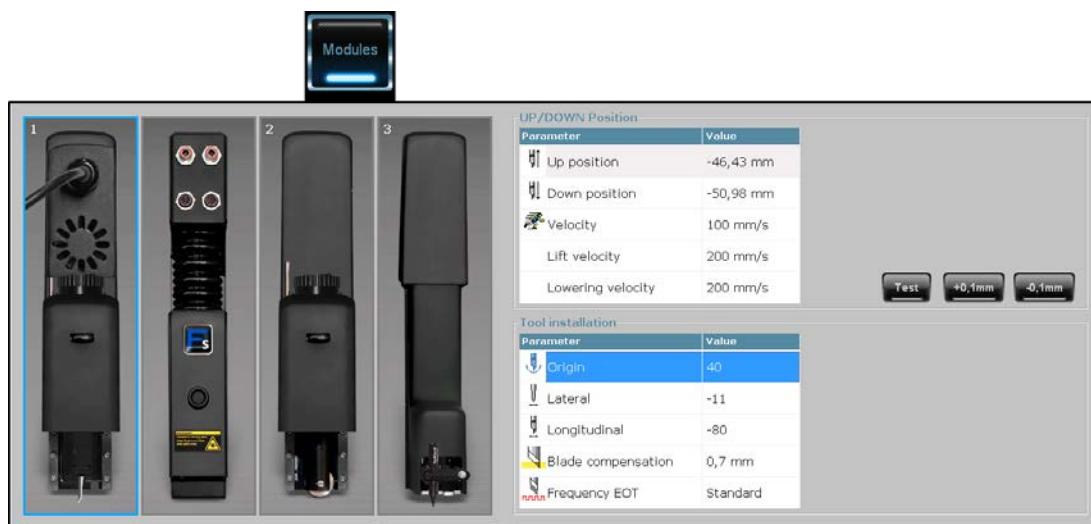 Modules
1
2
3
Fs
UP/DOWN Position
Parameter Value
Up position -46,43 mm
Down position -50,98 mm
Velocity 100 mm/s
Lift velocity 200 mm/s
Lowering velocity 200 mm/s
Test +0,1mm -0,1mm
Tool installation
Parameter Value
Origin 40
Lateral -11
Longitudinal -80
Blade compensation 0,7 mm
Frequency EOT Standard